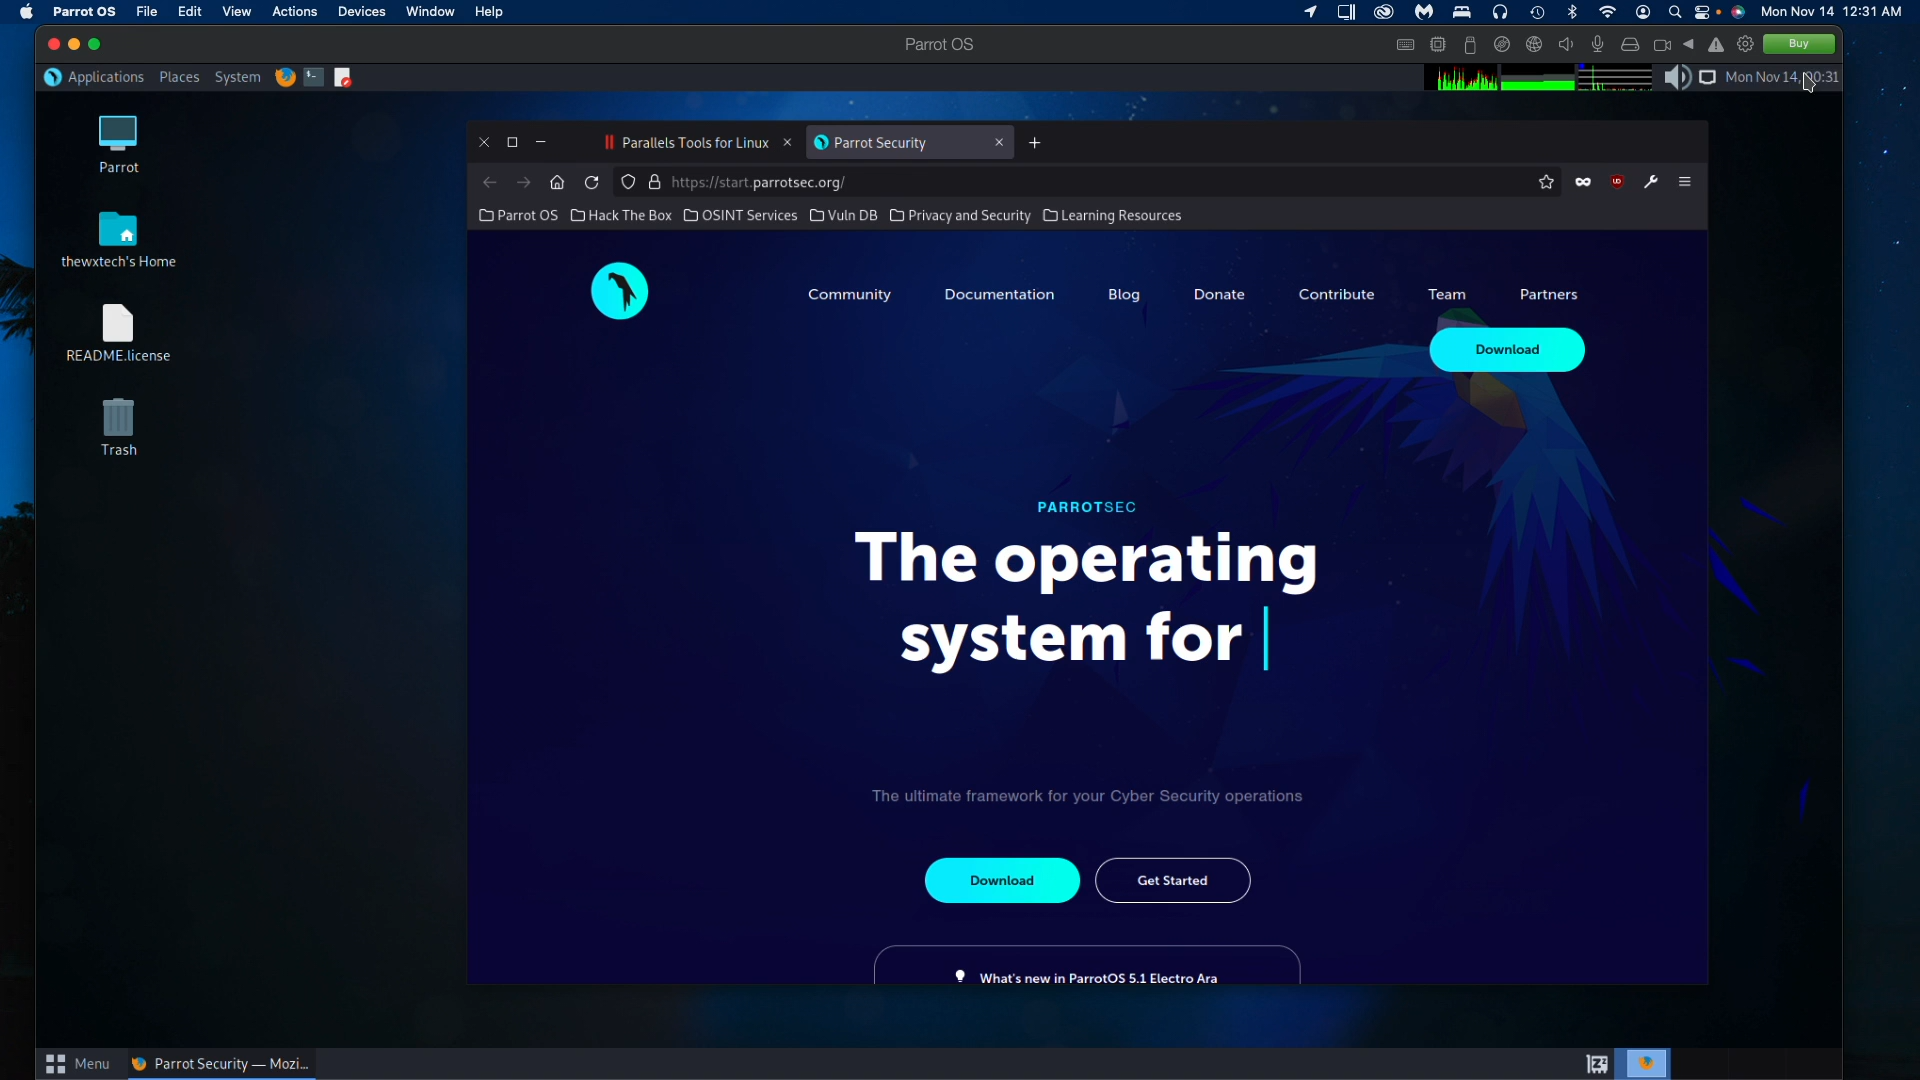 Parrot OS File Edit View Actions Devices Window Help Mon Nov 14 12:31 AM
Parrot OS Buy
Applications Places System Mon Nov 14, 00:31
Parrot
thewxtech's Home
README.license
Trash
Parallels Tools for Linux Parrot Security
https://start.parrotsec.org/
Parrot OS Hack The Box OSINT Services Vuln DB Privacy and Security Learning Resources
Community Documentation Blog Donate Contribute Team Partners
Download
PARROTSEC
The operating
system for
The ultimate framework for your Cyber Security operations
Download Get Started
What's new in ParrotOS 5.1 Electro Ara
Menu Parrot Security — Mozi...